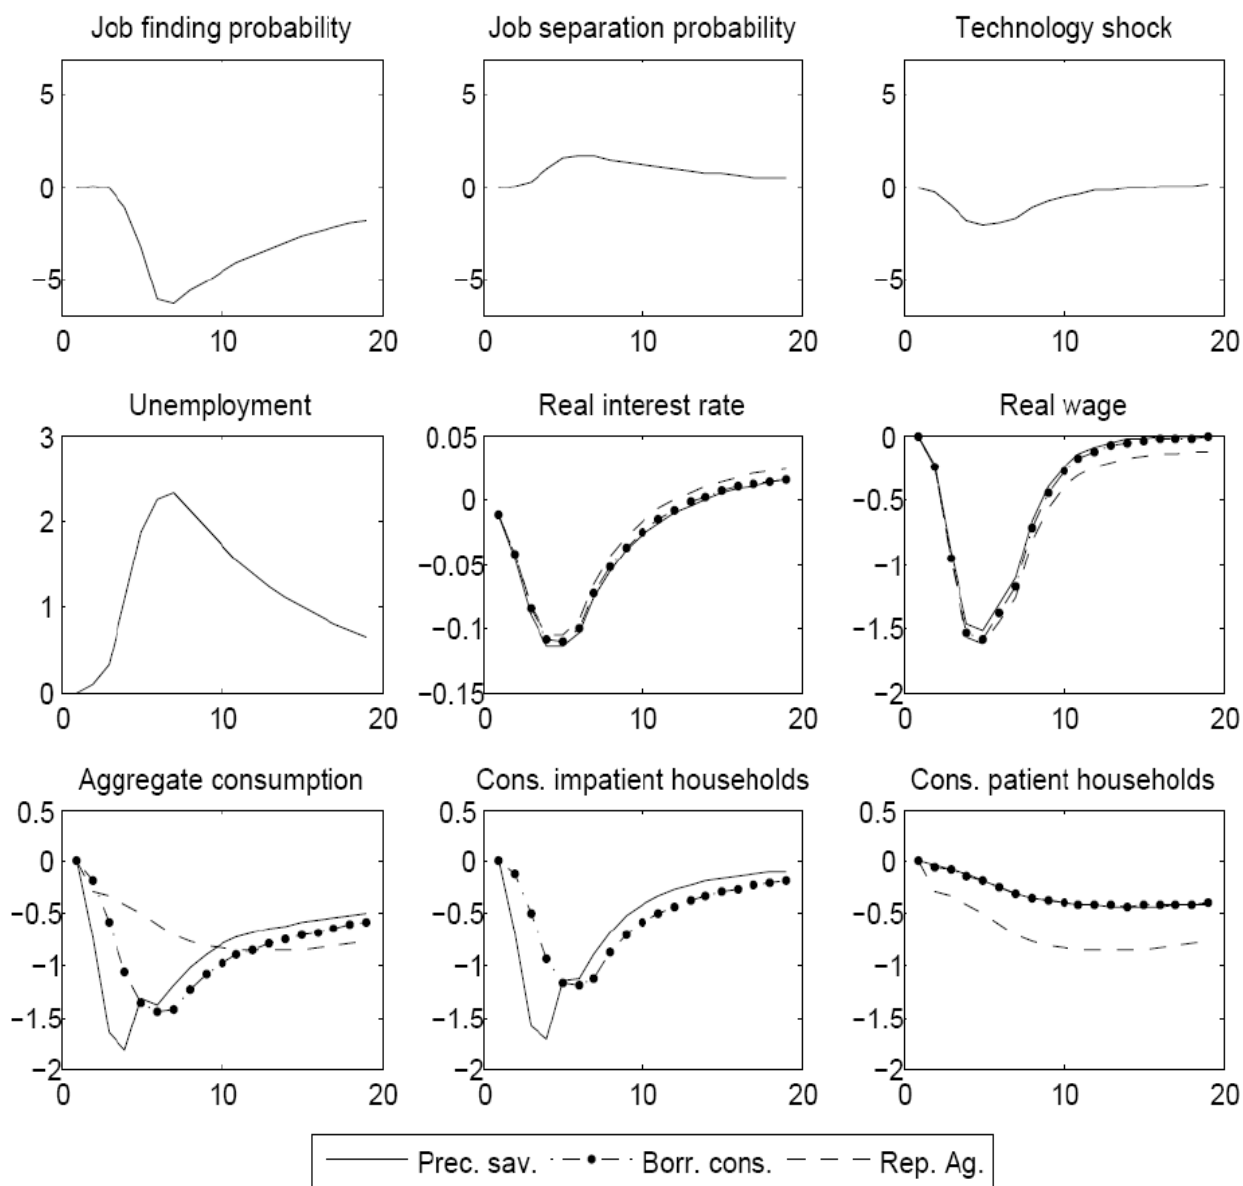 Job finding probability
Job separation probability
Technology shock
5
0
−5
0 10 20
5
0
−5
0 10 20
5
0
−5
0 10 20
Unemployment
Real interest rate
Real wage
3
2
1
0
0 10 20
0.05
0
−0.05
−0.1
−0.15
0 10 20
0
−0.5
−1
−1.5
−2
0 10 20
Aggregate consumption
Cons. impatient households
Cons. patient households
0.5
0
−0.5
−1
−1.5
−2
0 10 20
0.5
0
−0.5
−1
−1.5
−2
0 10 20
0.5
0
−0.5
−1
−1.5
−2
0 10 20
Prec. sav. Borr. cons. Rep. Ag.